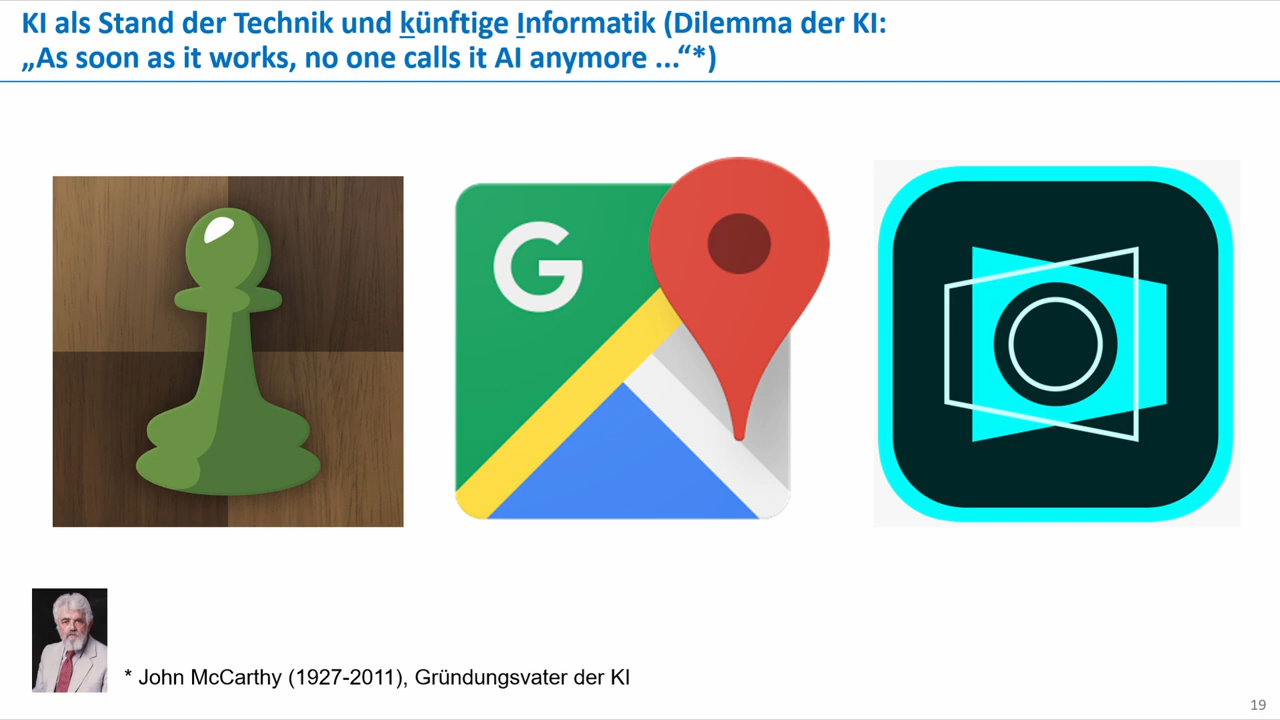 KI als Stand der Technik und künftige Informatik (Dilemma der KI:
„As soon as it works, no one calls it AI anymore ...“*)
G
* John McCarthy (1927-2011), Gründungsvater der KI
19